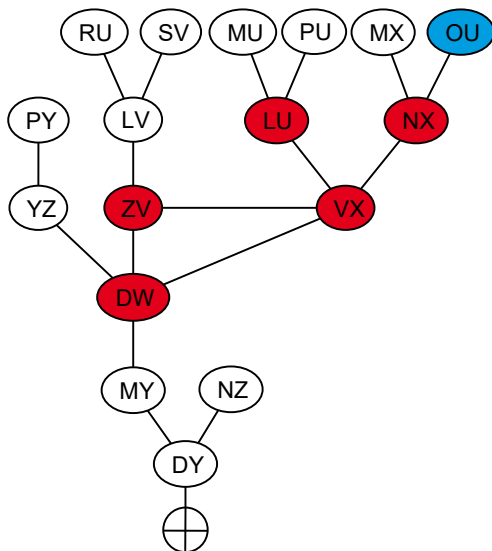 RU SV MU PU MX OU
PY LV LU NX
YZ ZV VX
DW
MY NZ
DY